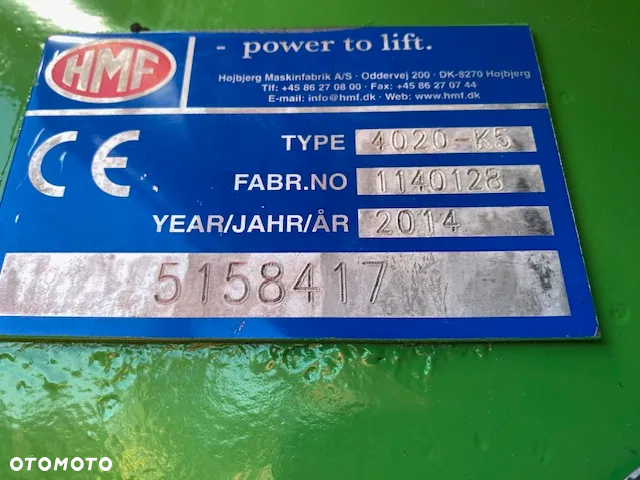 HMF
- power to lift.
Højbjerg Maskinfabrik A/S · Oddervej 200 · DK-8270 Højbjerg
Tlf: +45 86 27 08 00 · Fax: +45 86 27 07 44
E-mail: info@hmf.dk · Web: www.hmf.dk
CE
TYPE 4020-K5
FABR.NO 1140128
YEAR/JAHR/ÅR 2014
5158417
OTOMOTO